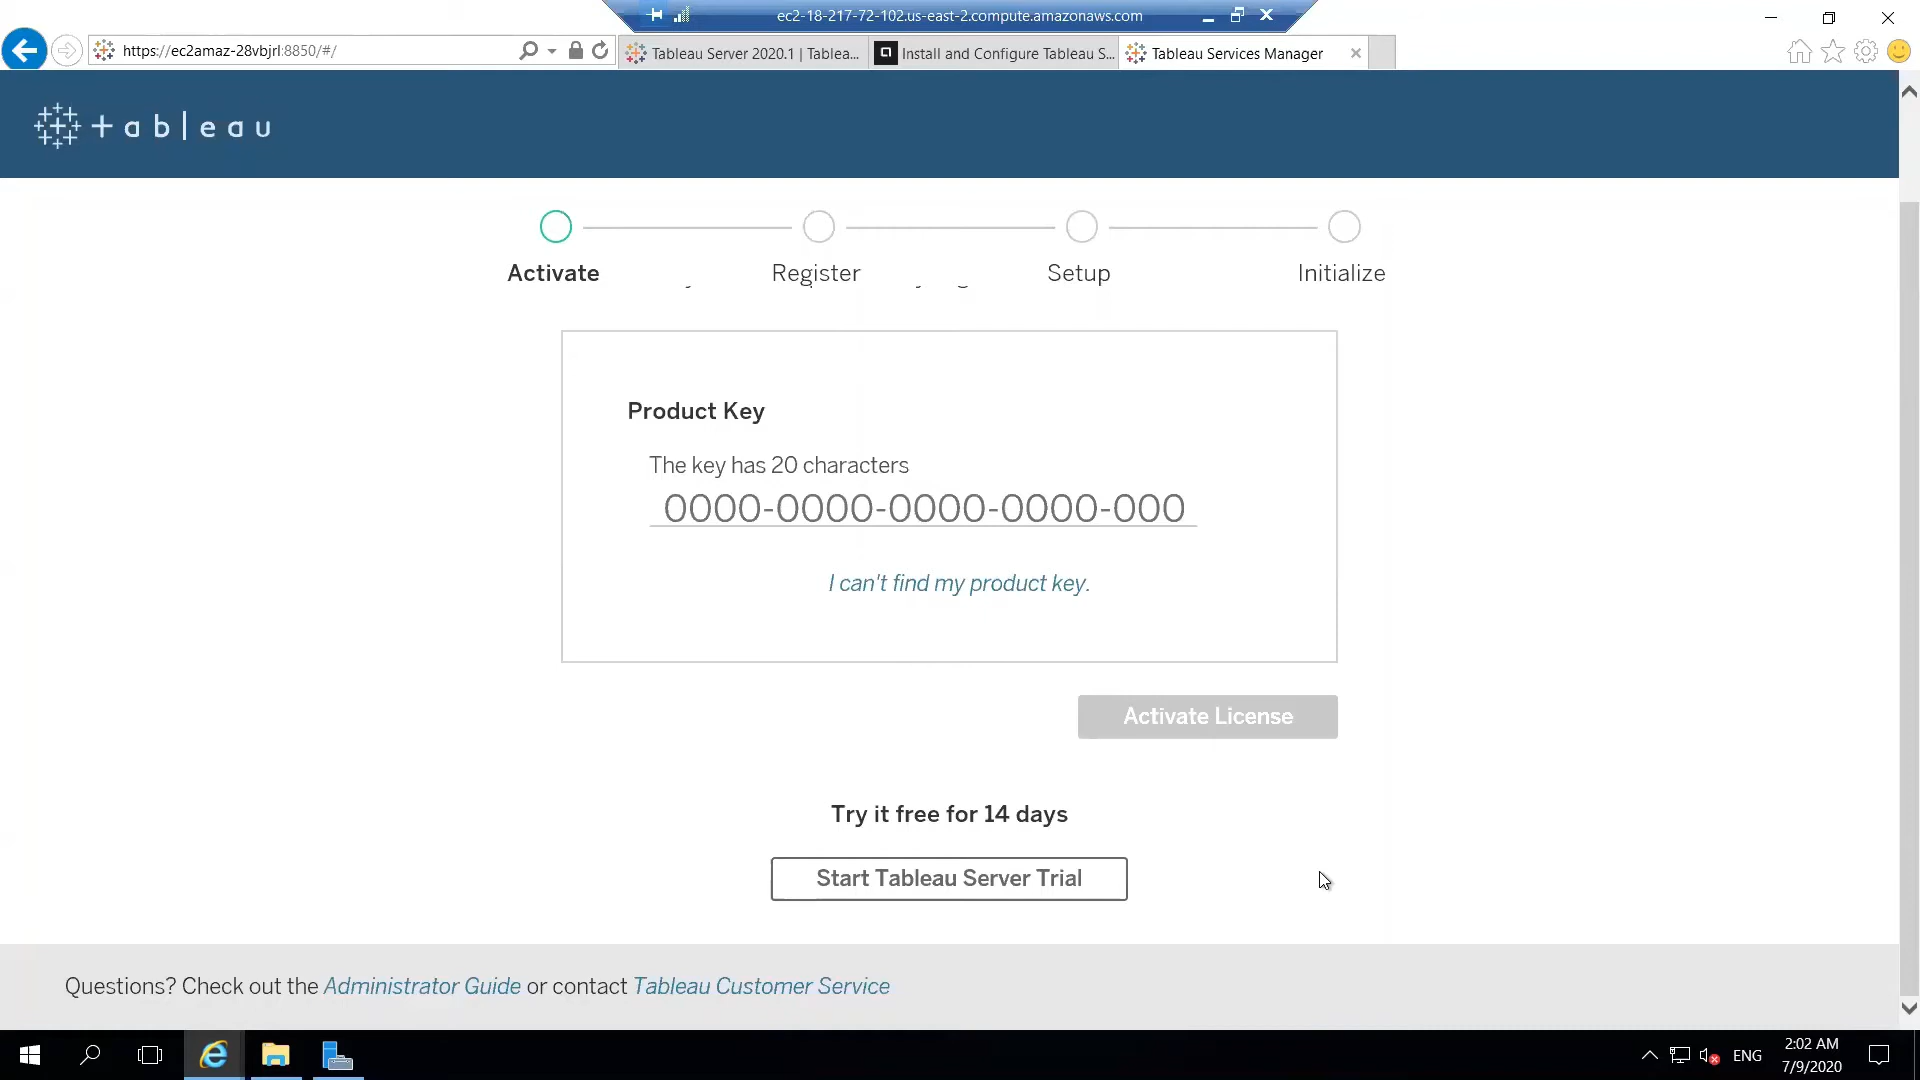 ec2-18-217-72-102.us-east-2.compute.amazonaws.com
https://ec2amaz-28vbjrl:8850/#/
Tableau Server 2020.1 | Tablea...
Install and Configure Tableau S...
Tableau Services Manager
+ableau
Activate
Register
Setup
Initialize
Product Key
The key has 20 characters
0000-0000-0000-0000-000
I can't find my product key.
Activate License
Try it free for 14 days
Start Tableau Server Trial
Questions? Check out the Administrator Guide or contact Tableau Customer Service
ENG
2:02 AM
7/9/2020